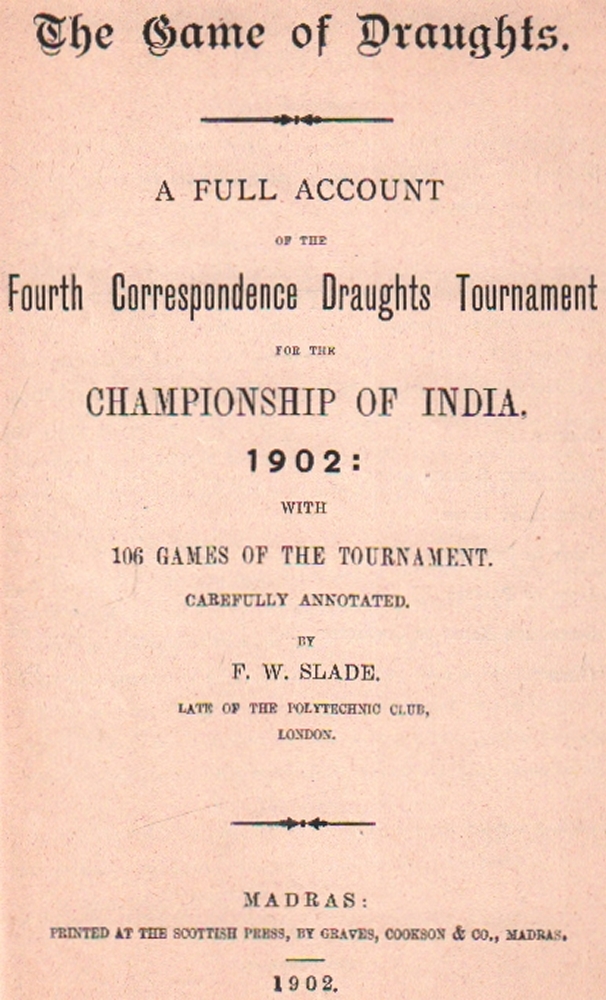 The Game of Draughts.
A FULL ACCOUNT
OF THE
Fourth Correspondence Draughts Tournament
FOR THE
CHAMPIONSHIP OF INDIA,
1902:
WITH
106 GAMES OF THE TOURNAMENT.
CAREFULLY ANNOTATED.
BY
F. W. SLADE.
LATE OF THE POLYTECHNIC CLUB,
LONDON.
MADRAS:
PRINTED AT THE SCOTTISH PRESS, BY GRAVES, COOKSON & CO., MADRAS.
1902.